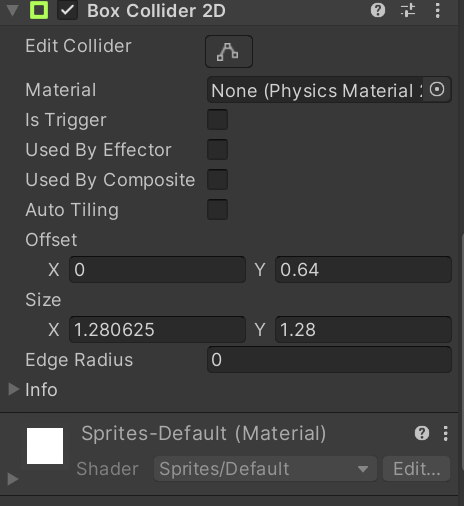 Box Collider 2D
Edit Collider
Material None (Physics Material 2
Is Trigger
Used By Effector
Used By Composite
Auto Tiling
Offset
X 0 Y 0.64
Size
X 1.280625 Y 1.28
Edge Radius 0
Info
Sprites-Default (Material)
Shader Sprites/Default Edit...